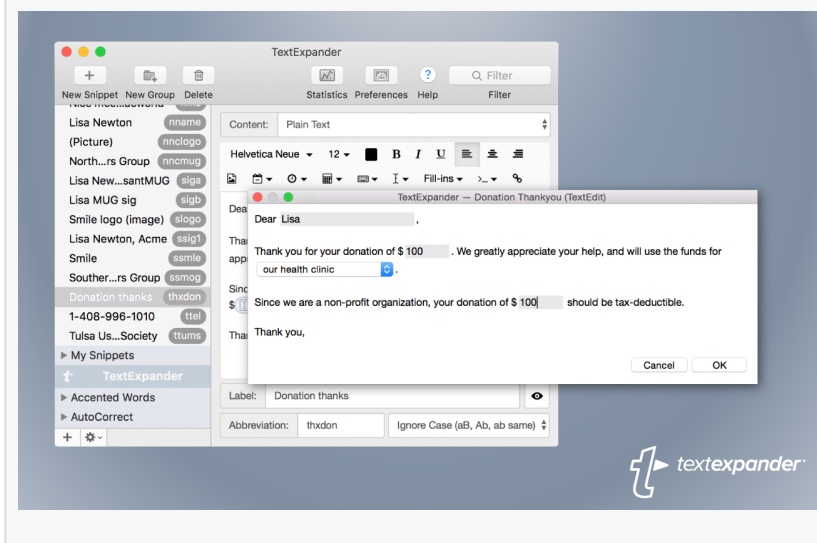 TextExpander
New Snippet New Group Delete Statistics Preferences Help Filter
Q Filter
Lisa Newton nname
(Picture) nnclogo
North...rs Group nncmug
Lisa New...santMUG siga
Lisa MUG sig sigb
Smile logo (image) slogo
Lisa Newton, Acme ssig1
Smile ssmle
Souther...rs Group ssmog
Donation thanks thxdon
1-408-996-1010 ttel
Tulsa Us...Society ttums
My Snippets
TextExpander
Accented Words
AutoCorrect
Content: Plain Text
Helvetica Neue 12 B I U
Fill-ins
Dea
Tha
app
Sinc
$
Tha
TextExpander — Donation Thankyou (TextEdit)
Dear Lisa ,
Thank you for your donation of $ 100 . We greatly appreciate your help, and will use the funds for
our health clinic .
Since we are a non-profit organization, your donation of $ 100 should be tax-deductible.
Thank you,
Cancel OK
Label: Donation thanks
Abbreviation: thxdon Ignore Case (aB, Ab, ab same)
textexpander